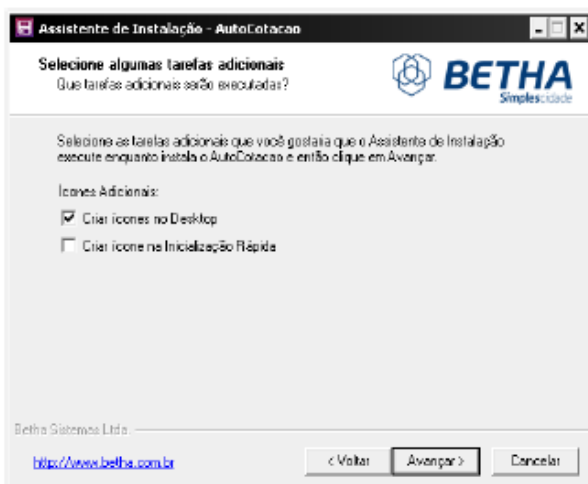 Assistente de Instalação - AutoCotacao
Selecione algumas tarefas adicionais
Que tarefas adicionais serão executadas?
BETHA
Simplescidade
Selecione as tarefas adicionais que você gostaria que o Assistente de Instalação
execute enquanto instala o AutoCotacao e então clique em Avançar.
Ícones Adicionais:
Criar ícones no Desktop
Criar ícone na Inicialização Rápida
Betha Sistemas Ltda.
http://www.betha.com.br
< Voltar
Avançar >
Cancelar